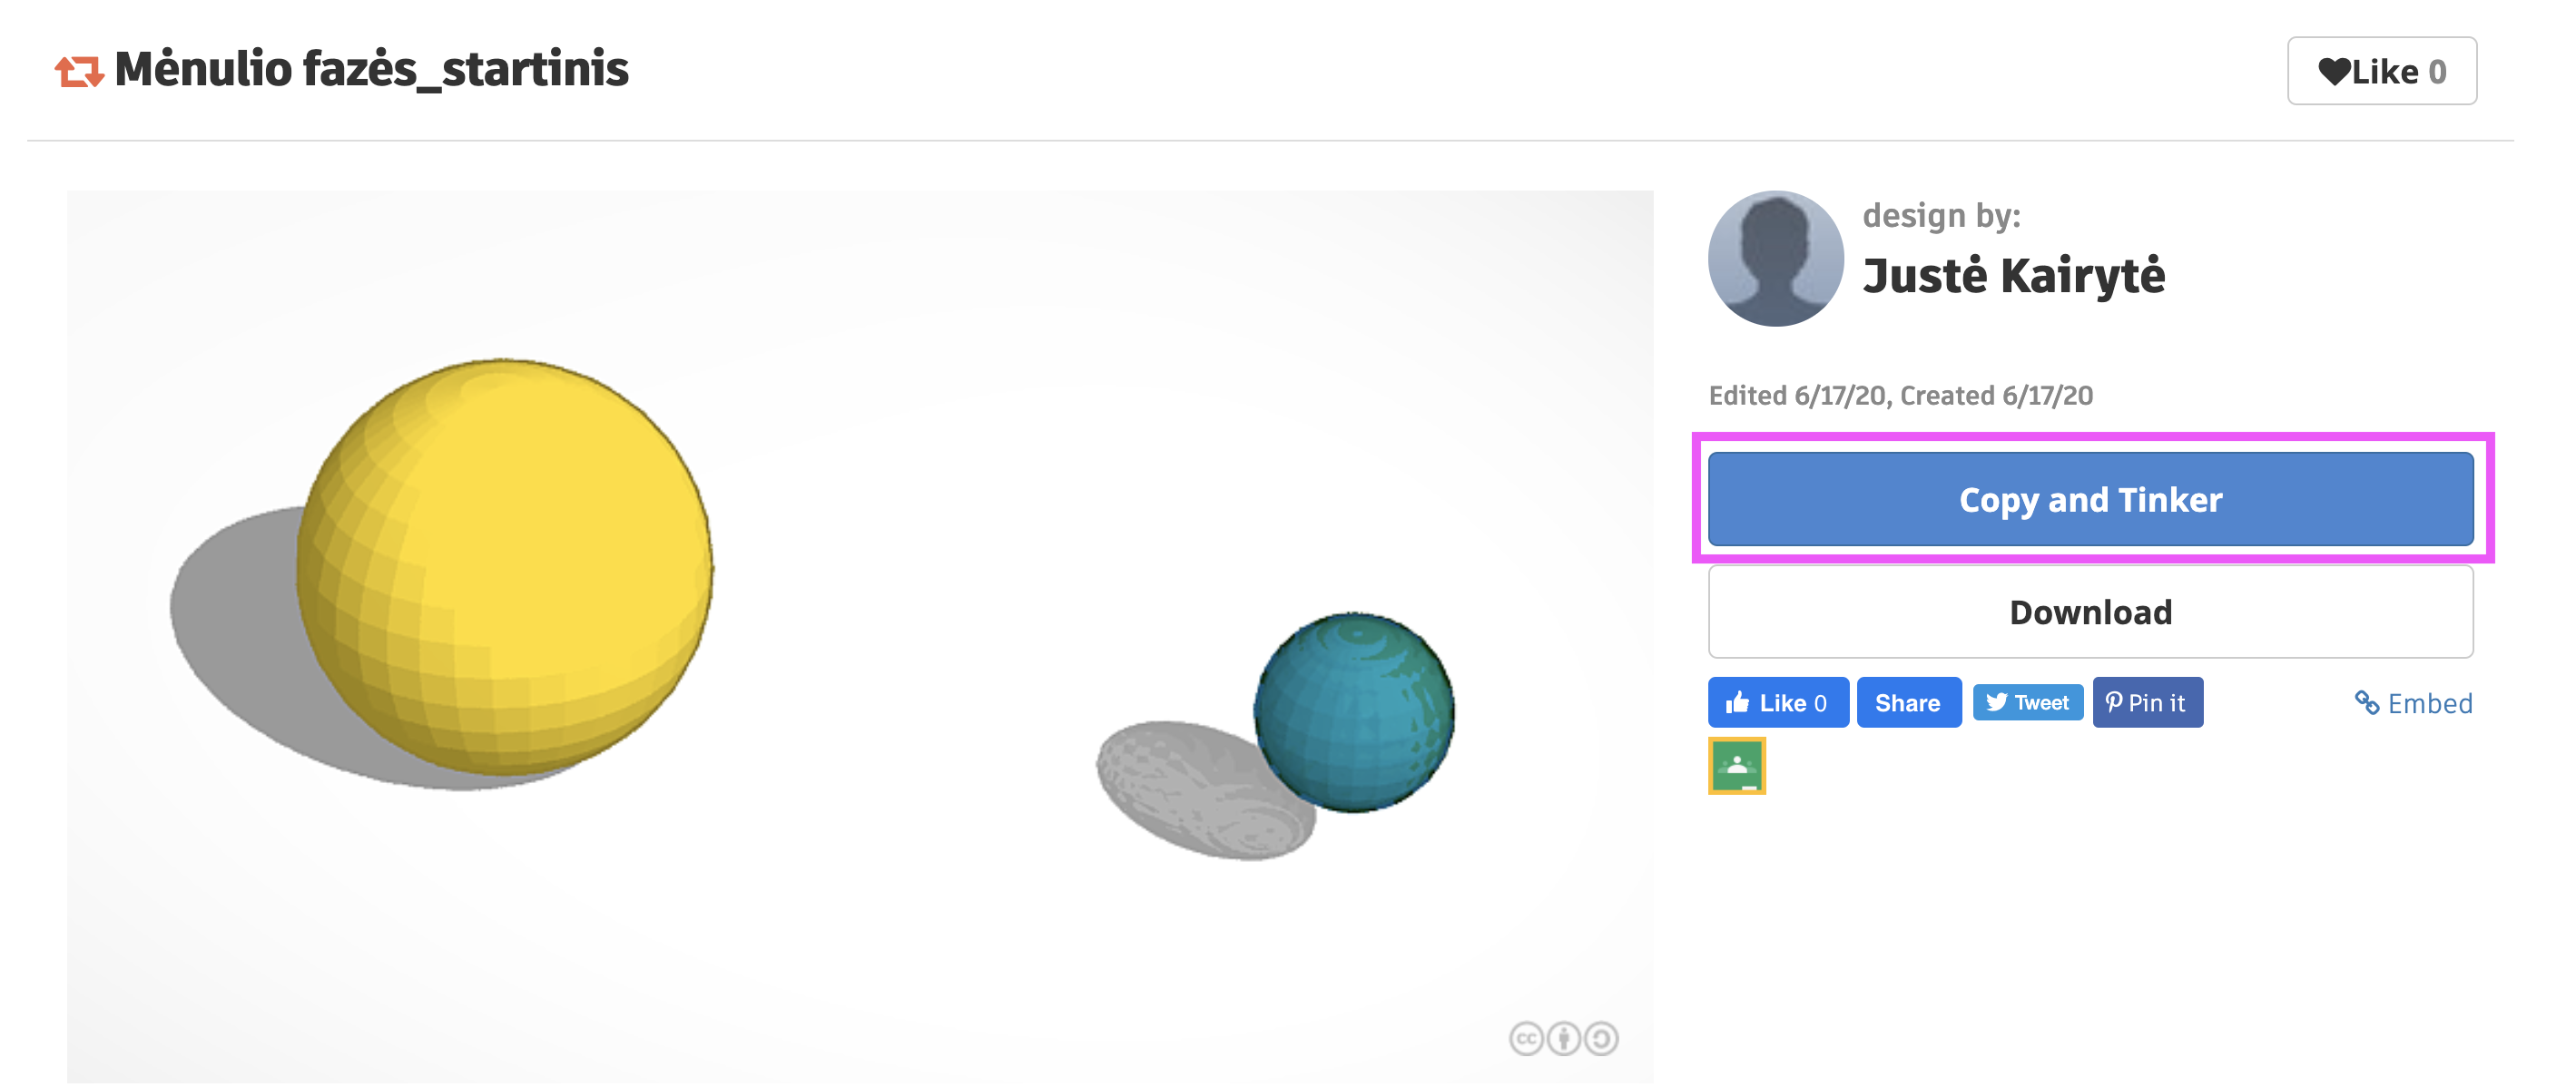 Mėnulio fazės_startinis
Like 0
design by:
Justė Kairytė
Edited 6/17/20, Created 6/17/20
Copy and Tinker
Download
Like 0
Share
Tweet
Pin it
Embed
cc